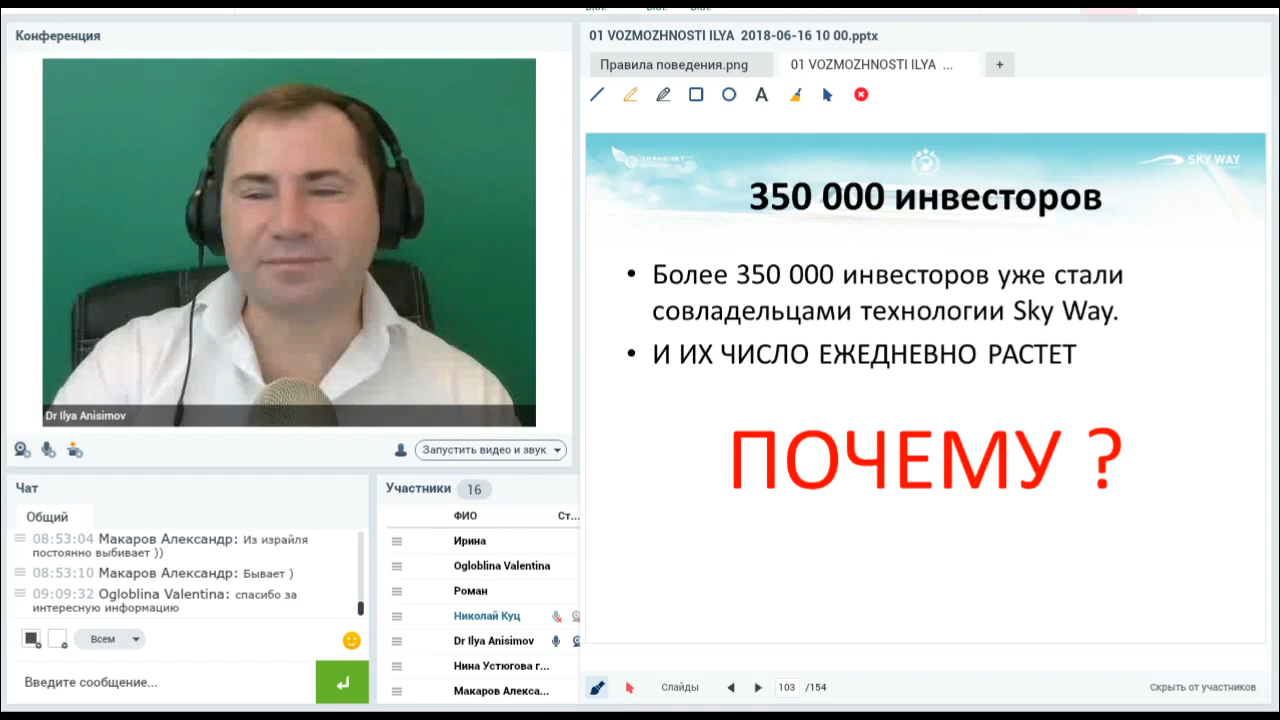 Конференция
Dr Ilya Anisimov
Запустить видео и звук
Чат
Общий
08:53:04 Макаров Александр: Из израйля
постоянно выбивает ))
08:53:10 Макаров Александр: Бывает )
09:09:32 Ogloblina Valentina: спасибо за
интересную информацию
Всем
Введите сообщение...
Участники 16
ФИО Ст...
Ирина
Ogloblina Valentina
Роман
Николай Куц
Dr Ilya Anisimov
Нина Устюгова г...
Макаров Алекса...
01 VOZMOZHNOSTI ILYA 2018-06-16 10 00.pptx
Правила поведения.png
01 VOZMOZHNOSTI ILYA ...
+
A
ТРАНСНЕТ
SKY WAY
350 000 инвесторов
• Более 350 000 инвесторов уже стали
совладельцами технологии Sky Way.
• И ИХ ЧИСЛО ЕЖЕДНЕВНО РАСТЕТ
ПОЧЕМУ ?
Слайды
103 /154
Скрыть от участников